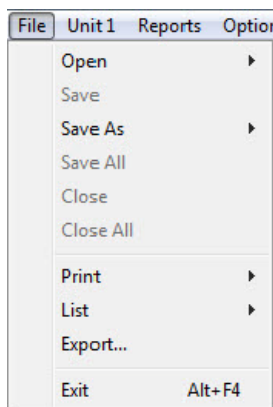 File Unit 1 Reports Option
Open
Save
Save As
Save All
Close
Close All
Print
List
Export...
Exit Alt+F4